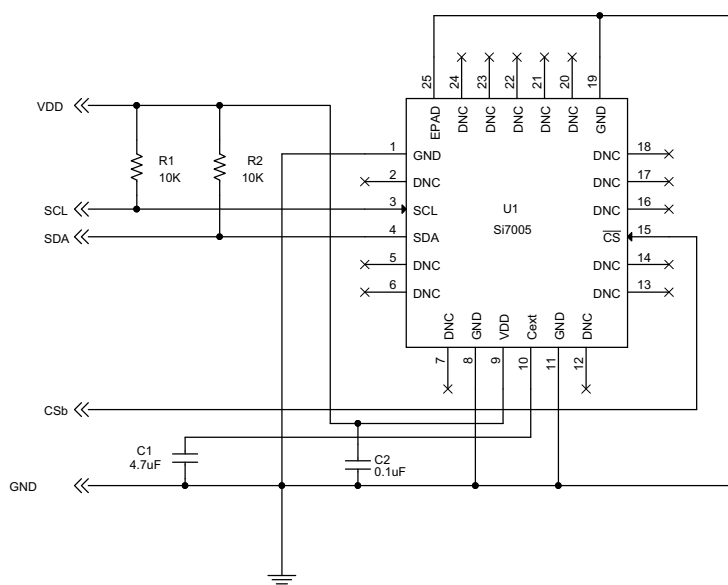 25
24
23
22
21
20
19
EPAD
DNC
DNC
DNC
DNC
DNC
GND
VDD
R1
10K
R2
10K
SCL
SDA
1
GND
2
DNC
3
SCL
4
SDA
5
DNC
6
DNC
U1
Si7005
DNC
18
DNC
17
DNC
16
CS
15
DNC
14
DNC
13
DNC
GND
VDD
Cext
GND
DNC
7
8
9
10
11
12
CSb
C1
4.7uF
C2
0.1uF
GND